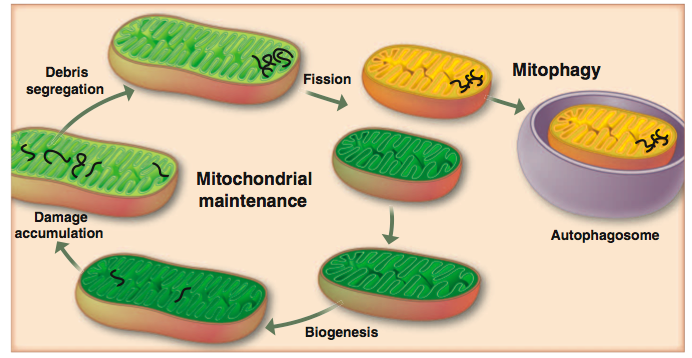 Debris
segregation
Fission
Mitophagy
Mitochondrial
maintenance
Damage
accumulation
Autophagosome
Biogenesis